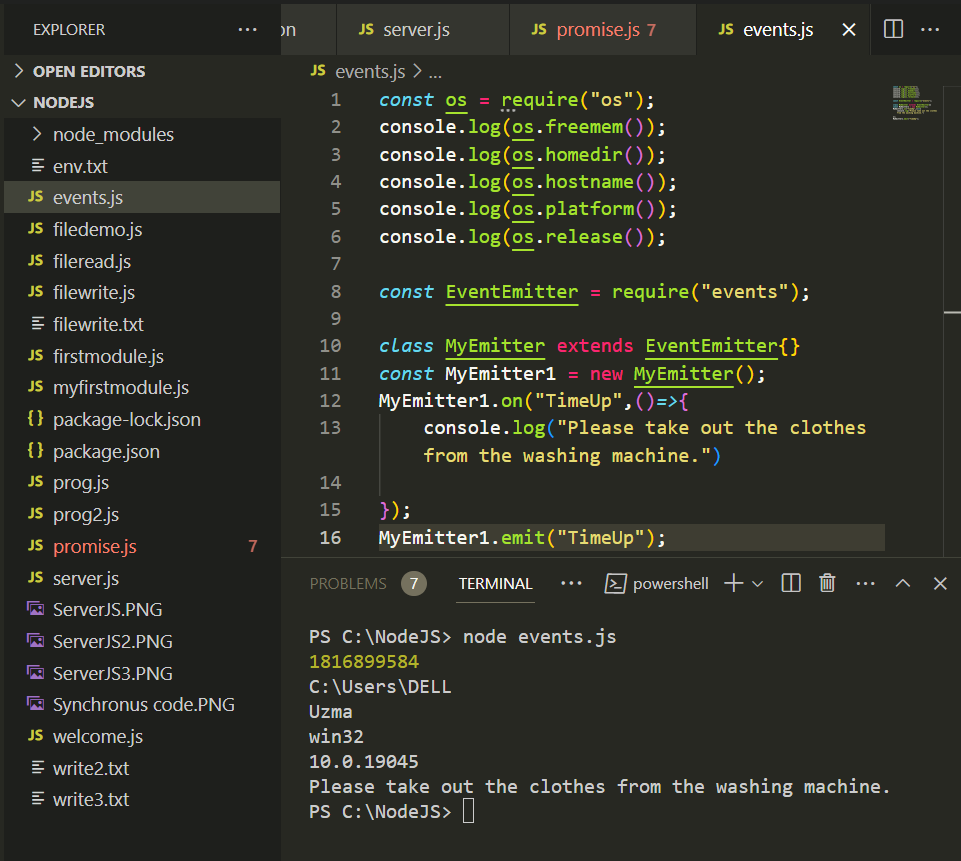 EXPLORER ...
on
JS server.js
JS promise.js 7
JS events.js
OPEN EDITORS
NODEJS
node_modules
env.txt
JS events.js
JS filedemo.js
JS fileread.js
JS filewrite.js
filewrite.txt
JS firstmodule.js
JS myfirstmodule.js
{} package-lock.json
{} package.json
JS prog.js
JS prog2.js
JS promise.js 7
JS server.js
ServerJS.PNG
ServerJS2.PNG
ServerJS3.PNG
Synchronus code.PNG
JS welcome.js
write2.txt
write3.txt
JS events.js > ...
1 const os = require("os");
2 console.log(os.freemem());
3 console.log(os.homedir());
4 console.log(os.hostname());
5 console.log(os.platform());
6 console.log(os.release());
7
8 const EventEmitter = require("events");
9
10 class MyEmitter extends EventEmitter{}
11 const MyEmitter1 = new MyEmitter();
12 MyEmitter1.on("TimeUp",()=>{
13 console.log("Please take out the clothes
from the washing machine.")
14
15 });
16 MyEmitter1.emit("TimeUp");
PROBLEMS 7 TERMINAL ... powershell
PS C:\NodeJS> node events.js
1816899584
C:\Users\DELL
Uzma
win32
10.0.19045
Please take out the clothes from the washing machine.
PS C:\NodeJS>